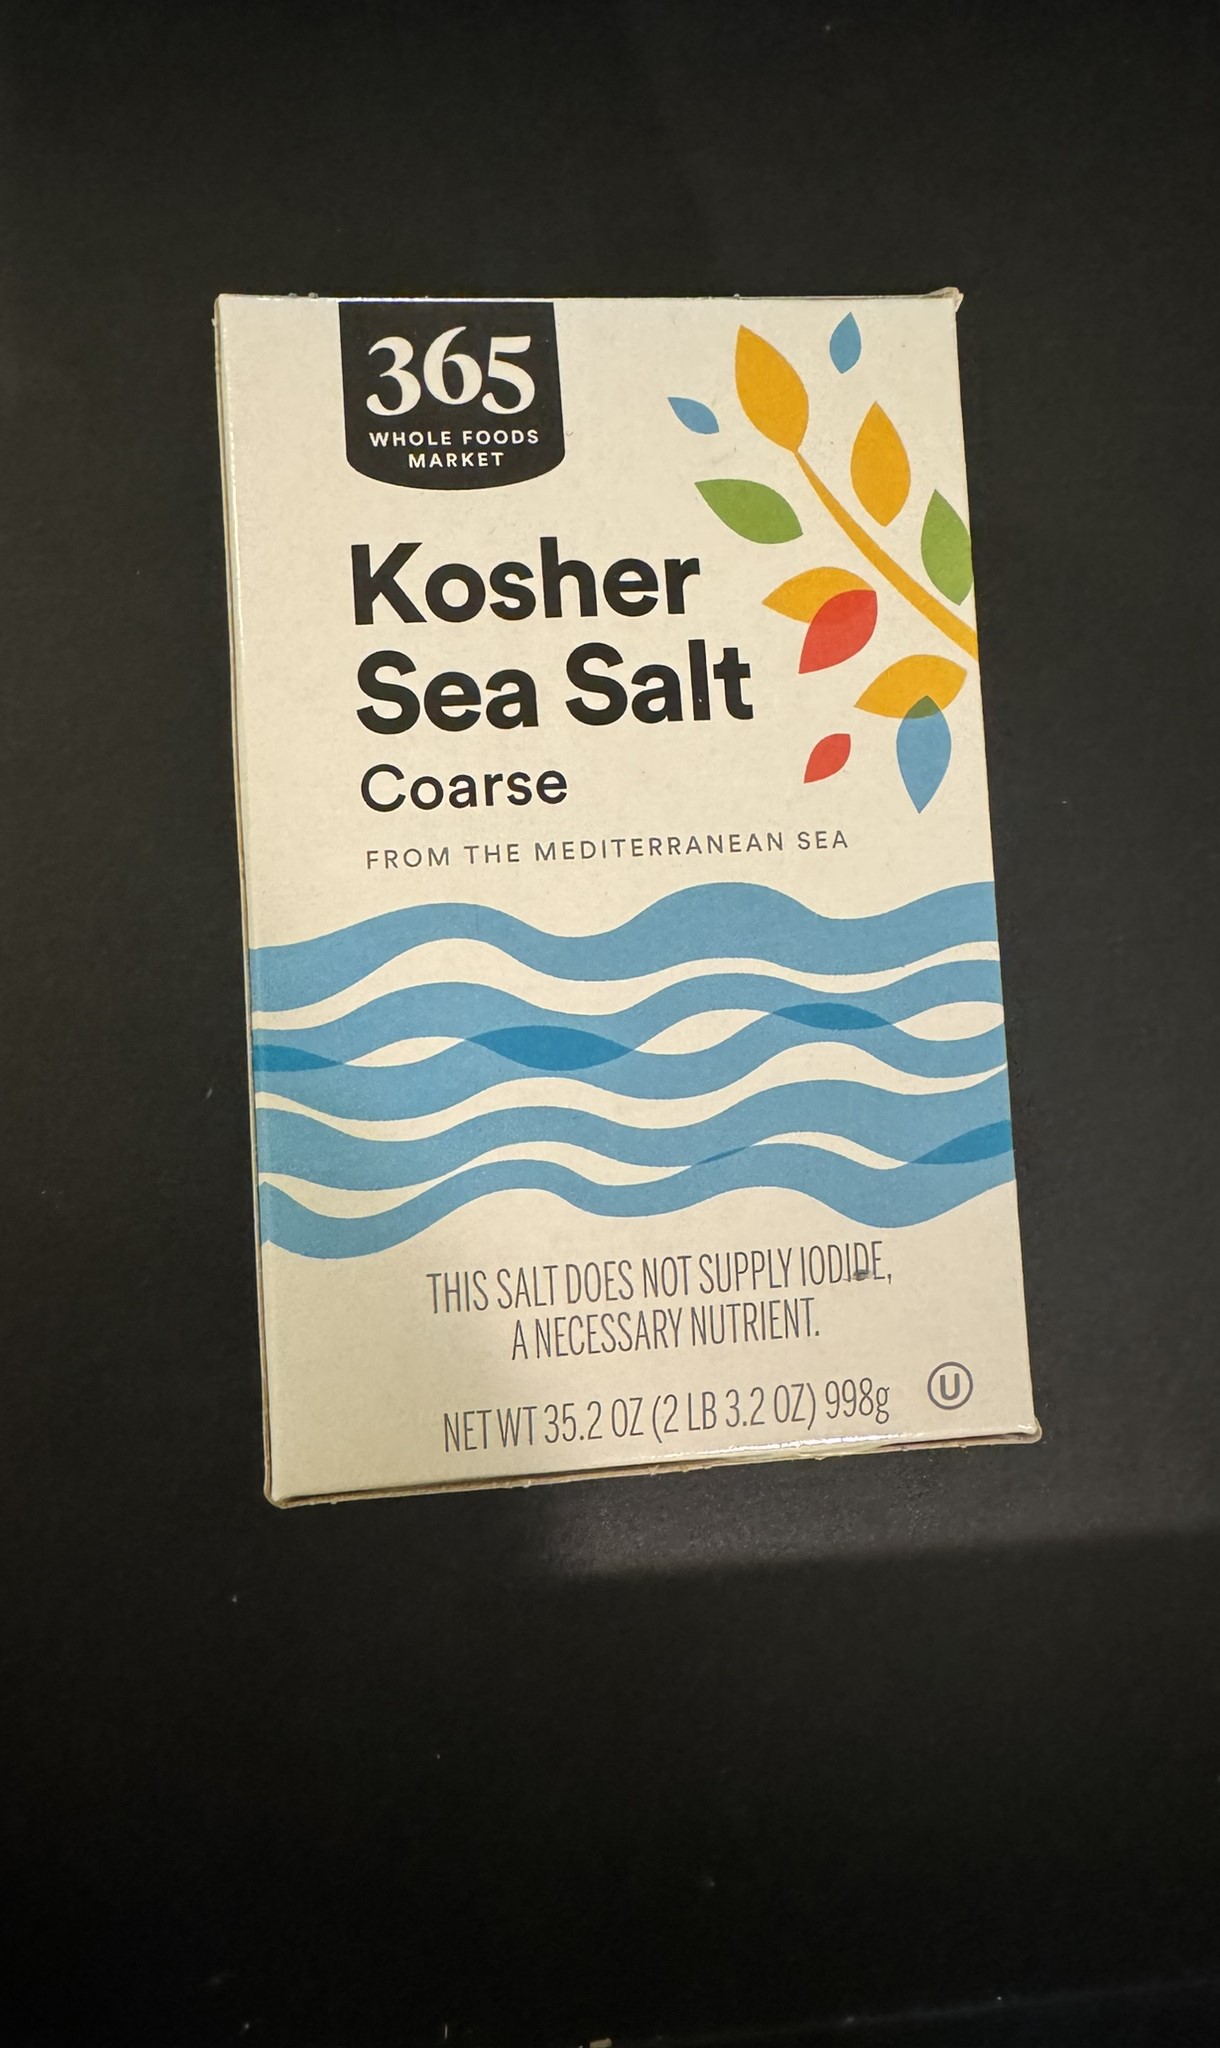 365
WHOLE FOODS
MARKET
Kosher
Sea Salt
Coarse
FROM THE MEDITERRANEAN SEA
THIS SALT DOES NOT SUPPLY IODIDE,
A NECESSARY NUTRIENT.
NET WT 35.2 OZ (2 LB 3.2 OZ) 998g
U